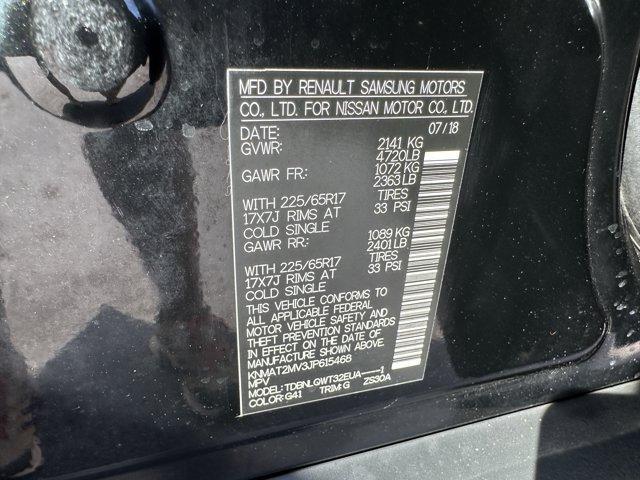 MFD BY RENAULT SAMSUNG MOTORS
CO., LTD. FOR NISSAN MOTOR CO., LTD.
DATE: 07/18
GVWR: 2141 KG
4720LB
GAWR FR: 1072 KG
2363LB
WITH 225/65R17 TIRES
17X7J RIMS AT 33 PSI
COLD SINGLE
GAWR RR: 1089 KG
2401LB
WITH 225/65R17 TIRES
17X7J RIMS AT 33 PSI
COLD SINGLE
THIS VEHICLE CONFORMS TO
ALL APPLICABLE FEDERAL
MOTOR VEHICLE SAFETY AND
THEFT PREVENTION STANDARDS
IN EFFECT ON THE DATE OF
MANUFACTURE SHOWN ABOVE.
KNMAT2MV3JP615468
MPV
MODEL: TDBNLQWT32EUA-----1
COLOR: G41 TRIM: G ZS30A